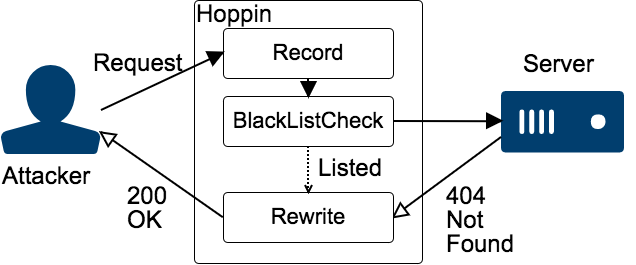 Hoppin
Record
Request
Server
BlackListCheck
Attacker
Listed
200
OK
Rewrite
404
Not
Found